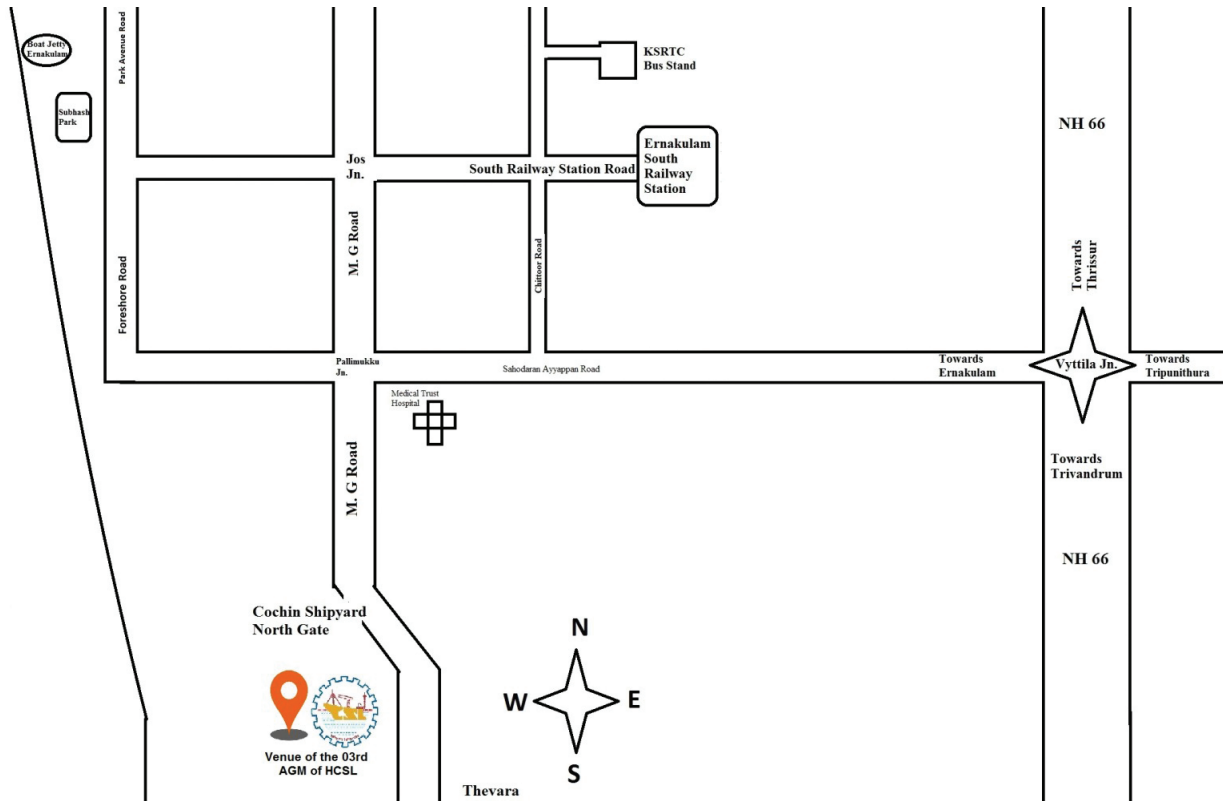 Boat Jetty
Ernakulam
Park Avenue Road
KSRTC
Bus Stand
Subhash
Park
NH 66
Jos
Jn.
South Railway Station Road
Ernakulam
South
Railway
Station
M. G Road
Chittoor Road
Foreshore Road
Towards
Thrissur
Pallimukku
Jn.
Sahodaran Ayyappan Road
Towards
Ernakulam
Vyttila Jn.
Towards
Tripunithura
Medical Trust
Hospital
M. G Road
Towards
Trivandrum
NH 66
Cochin Shipyard
North Gate
N
W
E
S
Venue of the 03rd
AGM of HCSL
Thevara